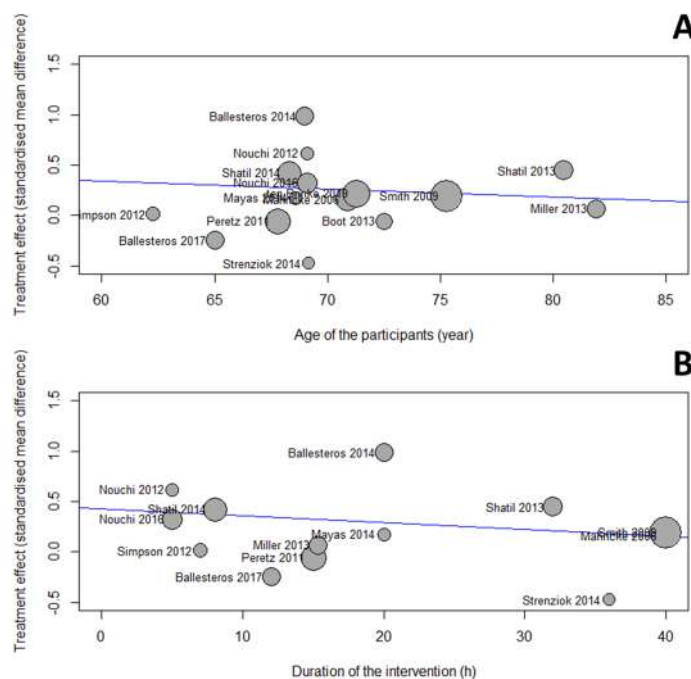 A
Treatment effect (standardised mean difference)
1.5
1.0
0.5
0.0
-0.5
Ballesteros 2014
Nouchi 2012
Shatil 2014
Shatil 2013
Nouchi 2016
Mayas
Smith 2009
Simpson 2012
Peretz 2011
Boot 2013
Miller 2013
Ballesteros 2017
Strenziok 2014
60 65 70 75 80 85
Age of the participants (year)
B
Treatment effect (standardised mean difference)
1.5
1.0
0.5
0.0
-0.5
Ballesteros 2014
Nouchi 2012
Shatil 2014
Shatil 2013
Nouchi 2016
Mayas 2014
Simpson 2012
Miller 2013
Peretz 2011
Ballesteros 2017
Strenziok 2014
0 10 20 30 40
Duration of the intervention (h)